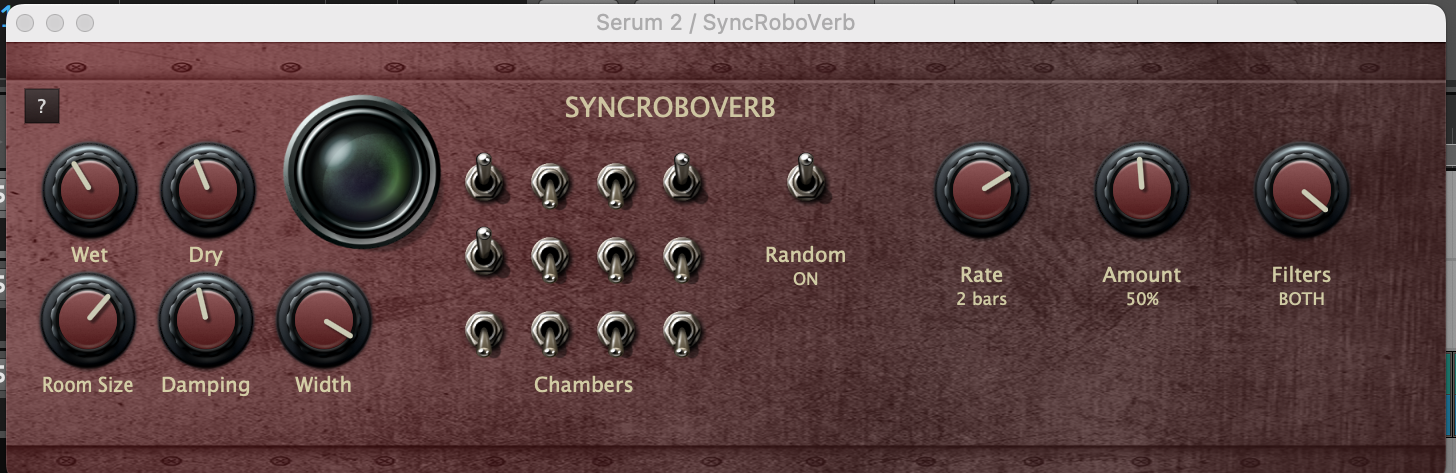 Serum 2 / SyncRoboVerb
?
SYNCROBOVERB
Wet
Dry
Random
ON
Rate
2 bars
Amount
50%
Filters
BOTH
Room Size
Damping
Width
Chambers